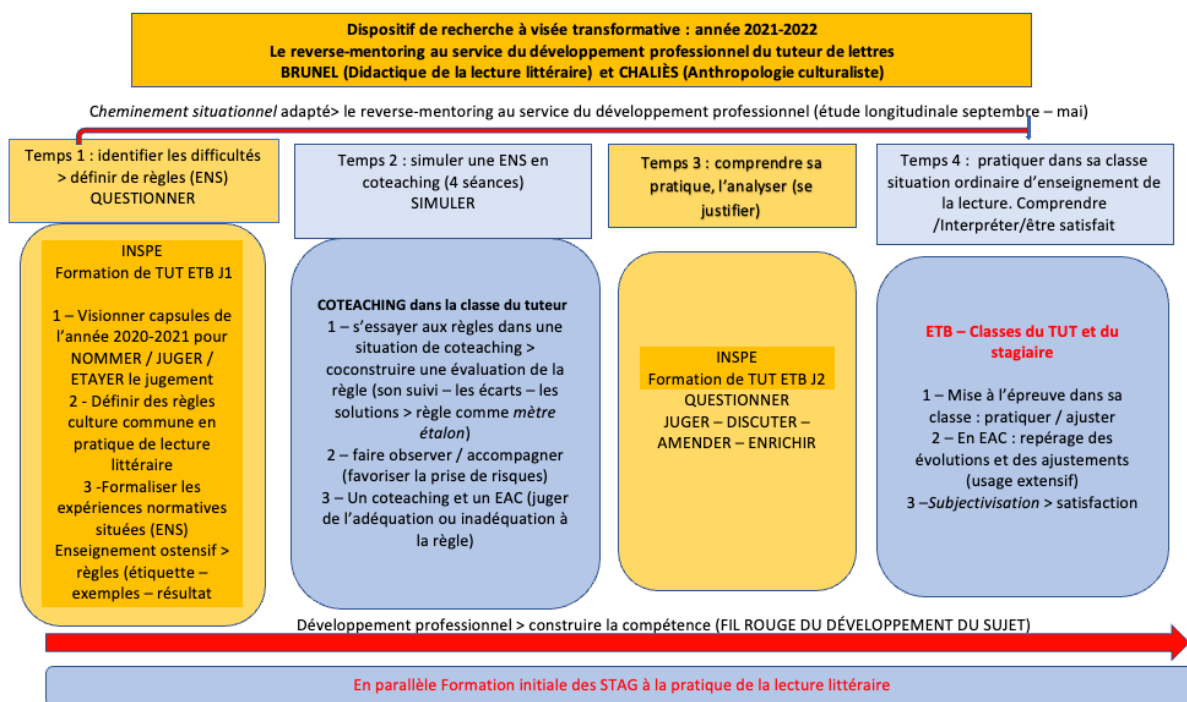 Dispositif de recherche à visée transformative : année 2021-2022
Le reverse-mentoring au service du développement professionnel du tuteur de lettres
BRUNEL (Didactique de la lecture littéraire) et CHALIÈS (Anthropologie culturaliste)
Cheminement situationnel adapté> le reverse-mentoring au service du développement professionnel (étude longitudinale septembre – mai)
Temps 1 : identifier les difficultés
> définir de règles (ENS)
QUESTIONNER
INSPE
Formation de TUT ETB J1
1 – Visionner capsules de
l'année 2020-2021 pour
NOMMER / JUGER /
ETAYER le jugement
2 - Définir des règles
culture commune en
pratique de lecture
littéraire
3 -Formaliser les
expériences normatives
situées (ENS)
Enseignement ostensif >
règles (étiquette –
exemples – résultat
Temps 2 : simuler une ENS en
coteaching (4 séances)
SIMULER
COTEACHING dans la classe du tuteur
1 – s'essayer aux règles dans une
situation de coteaching >
coconstruire une évaluation de la
règle (son suivi – les écarts – les
solutions > règle comme mètre
étalon)
2 – faire observer / accompagner
(favoriser la prise de risques)
3 – Un coteaching et un EAC (juger
de l'adéquation ou inadéquation à
la règle)
Temps 3 : comprendre sa
pratique, l'analyser (se
justifier)
INSPE
Formation de TUT ETB J2
QUESTIONNER
JUGER – DISCUTER –
AMENDER – ENRICHIR
Temps 4 : pratiquer dans sa classe
situation ordinaire d'enseignement de
la lecture. Comprendre
/Interpréter/être satisfait
ETB – Classes du TUT et du
stagiaire
1 – Mise à l'épreuve dans sa
classe : pratiquer / ajuster
2 – En EAC : repérage des
évolutions et des ajustements
(usage extensif)
3 –Subjectivisation > satisfaction
Développement professionnel > construire la compétence (FIL ROUGE DU DÉVELOPPEMENT DU SUJET)
En parallèle Formation initiale des STAG à la pratique de la lecture littéraire